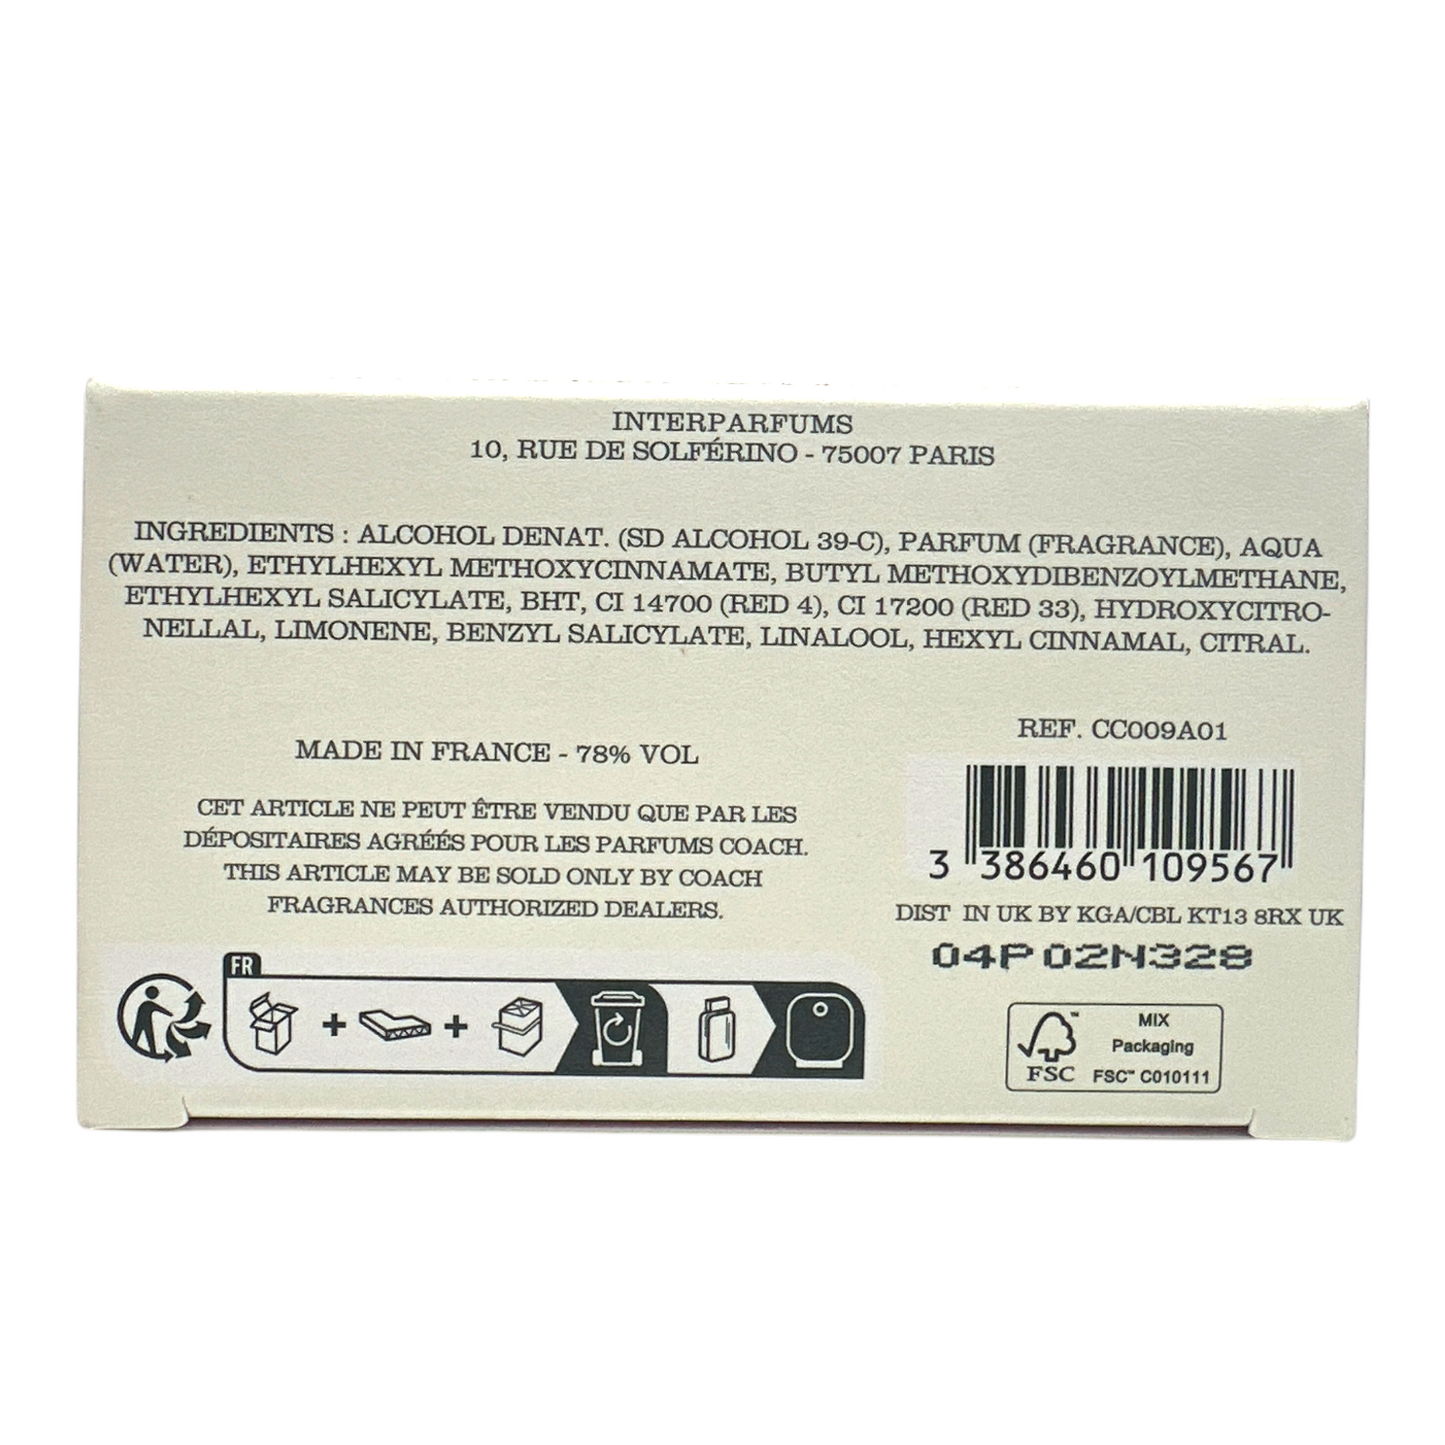 INTERPARFUMS
10, RUE DE SOLFÉRINO - 75007 PARIS
INGREDIENTS : ALCOHOL DENAT. (SD ALCOHOL 39-C), PARFUM (FRAGRANCE), AQUA
(WATER), ETHYLHEXYL METHOXYCINNAMATE, BUTYL METHOXYDIBENZOYLMETHANE,
ETHYLHEXYL SALICYLATE, BHT, CI 14700 (RED 4), CI 17200 (RED 33), HYDROXYCITRO-
NELLAL, LIMONENE, BENZYL SALICYLATE, LINALOOL, HEXYL CINNAMAL, CITRAL.
MADE IN FRANCE - 78% VOL
CET ARTICLE NE PEUT ÊTRE VENDU QUE PAR LES
DÉPOSITAIRES AGRÉÉS POUR LES PARFUMS COACH.
THIS ARTICLE MAY BE SOLD ONLY BY COACH
FRAGRANCES AUTHORIZED DEALERS.
REF. CC009A01
3 386460 109567
DIST IN UK BY KGA/CBL KT13 8RX UK
04P 02N328
FR
+ +
FSC
MIX
Packaging
FSC™ C010111